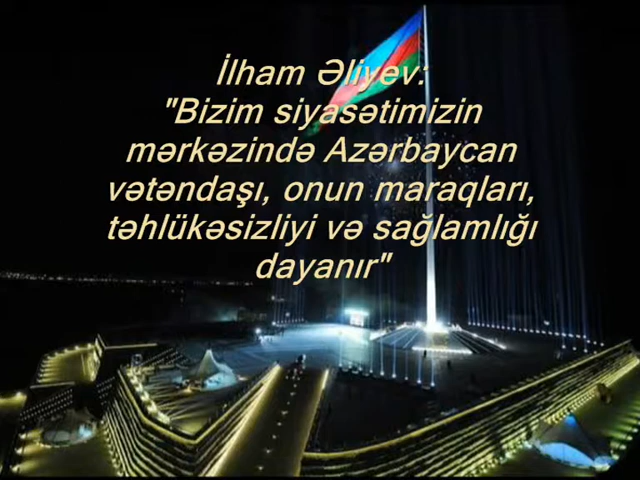 İlham Əliyev:
"Bizim siyasətimizin
mərkəzində Azərbaycan
vətəndaşı, onun maraqları,
təhlükəsizliyi və sağlamlığı
dayanır"